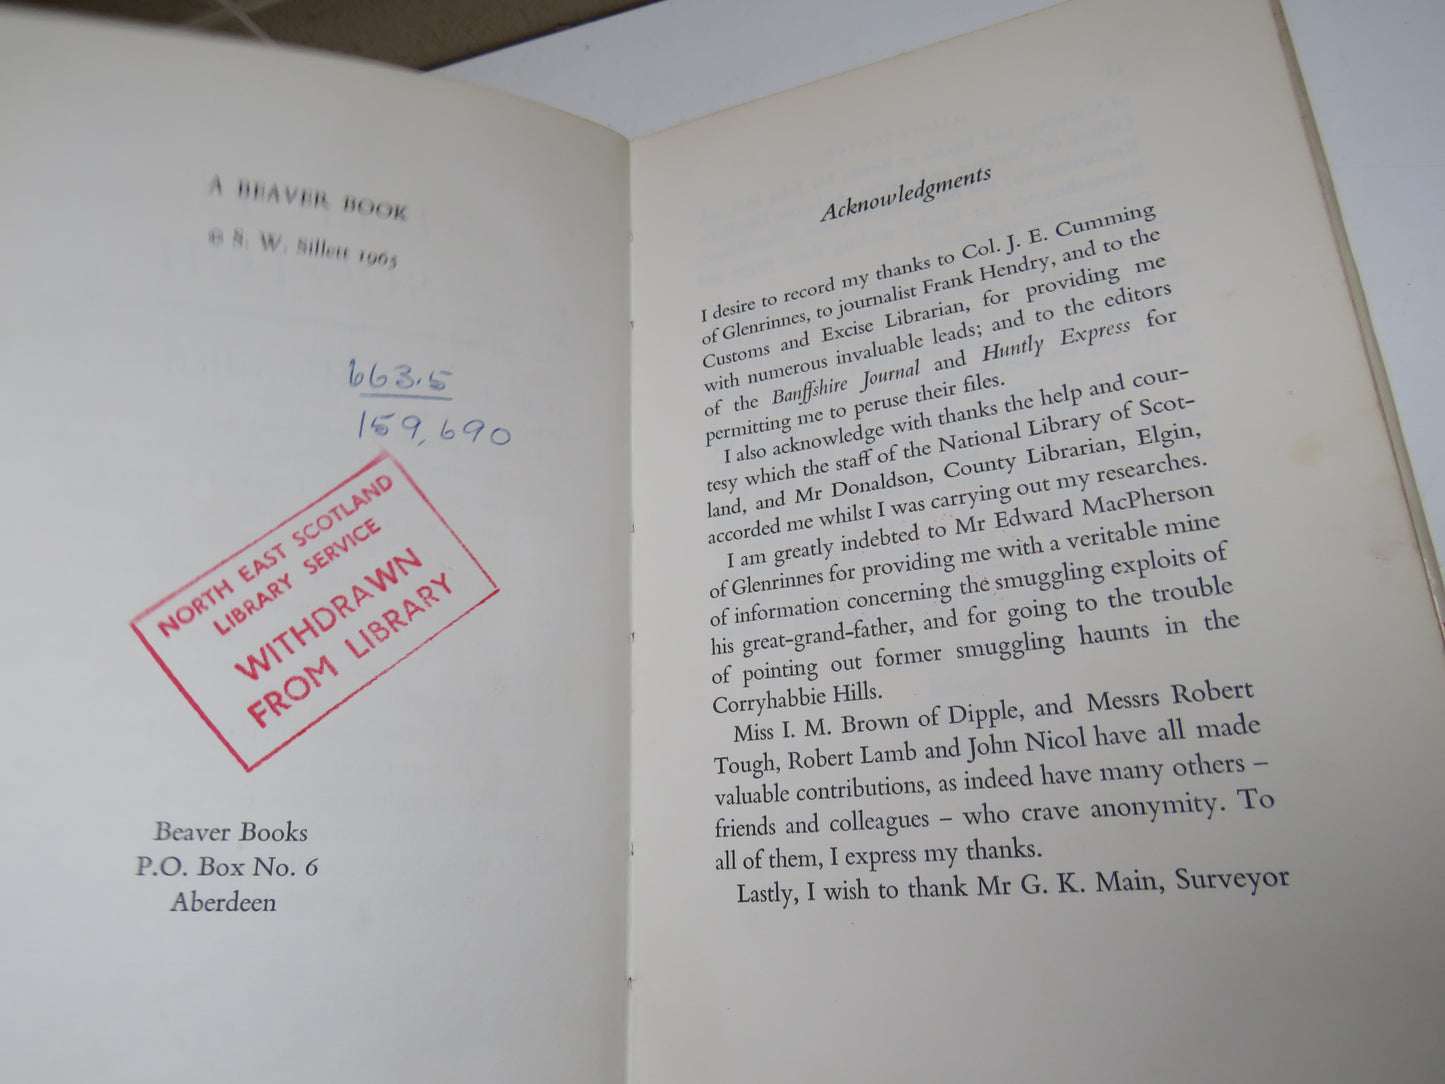 A BEAVER BOOK
© S. W. Sillett 1965
663.5
159,690
NORTH EAST SCOTLAND
LIBRARY SERVICE
WITHDRAWN
FROM LIBRARY
Beaver Books
P.O. Box No. 6
Aberdeen
Acknowledgments
I desire to record my thanks to Col. J. E. Cumming
of Glenrinnes, to journalist Frank Hendry, and to the
Customs and Excise Librarian, for providing me
with numerous invaluable leads; and to the editors
of the Banffshire Journal and Huntly Express for
permitting me to peruse their files.
I also acknowledge with thanks the help and cour-
tesy which the staff of the National Library of Scot-
land, and Mr Donaldson, County Librarian, Elgin,
accorded me whilst I was carrying out my researches.
I am greatly indebted to Mr Edward MacPherson
of Glenrinnes for providing me with a veritable mine
of information concerning the smuggling exploits of
his great-grand-father, and for going to the trouble
of pointing out former smuggling haunts in the
Corryhabbie Hills.
Miss I. M. Brown of Dipple, and Messrs Robert
Tough, Robert Lamb and John Nicol have all made
valuable contributions, as indeed have many others –
friends and colleagues – who crave anonymity. To
all of them, I express my thanks.
Lastly, I wish to thank Mr G. K. Main, Surveyor